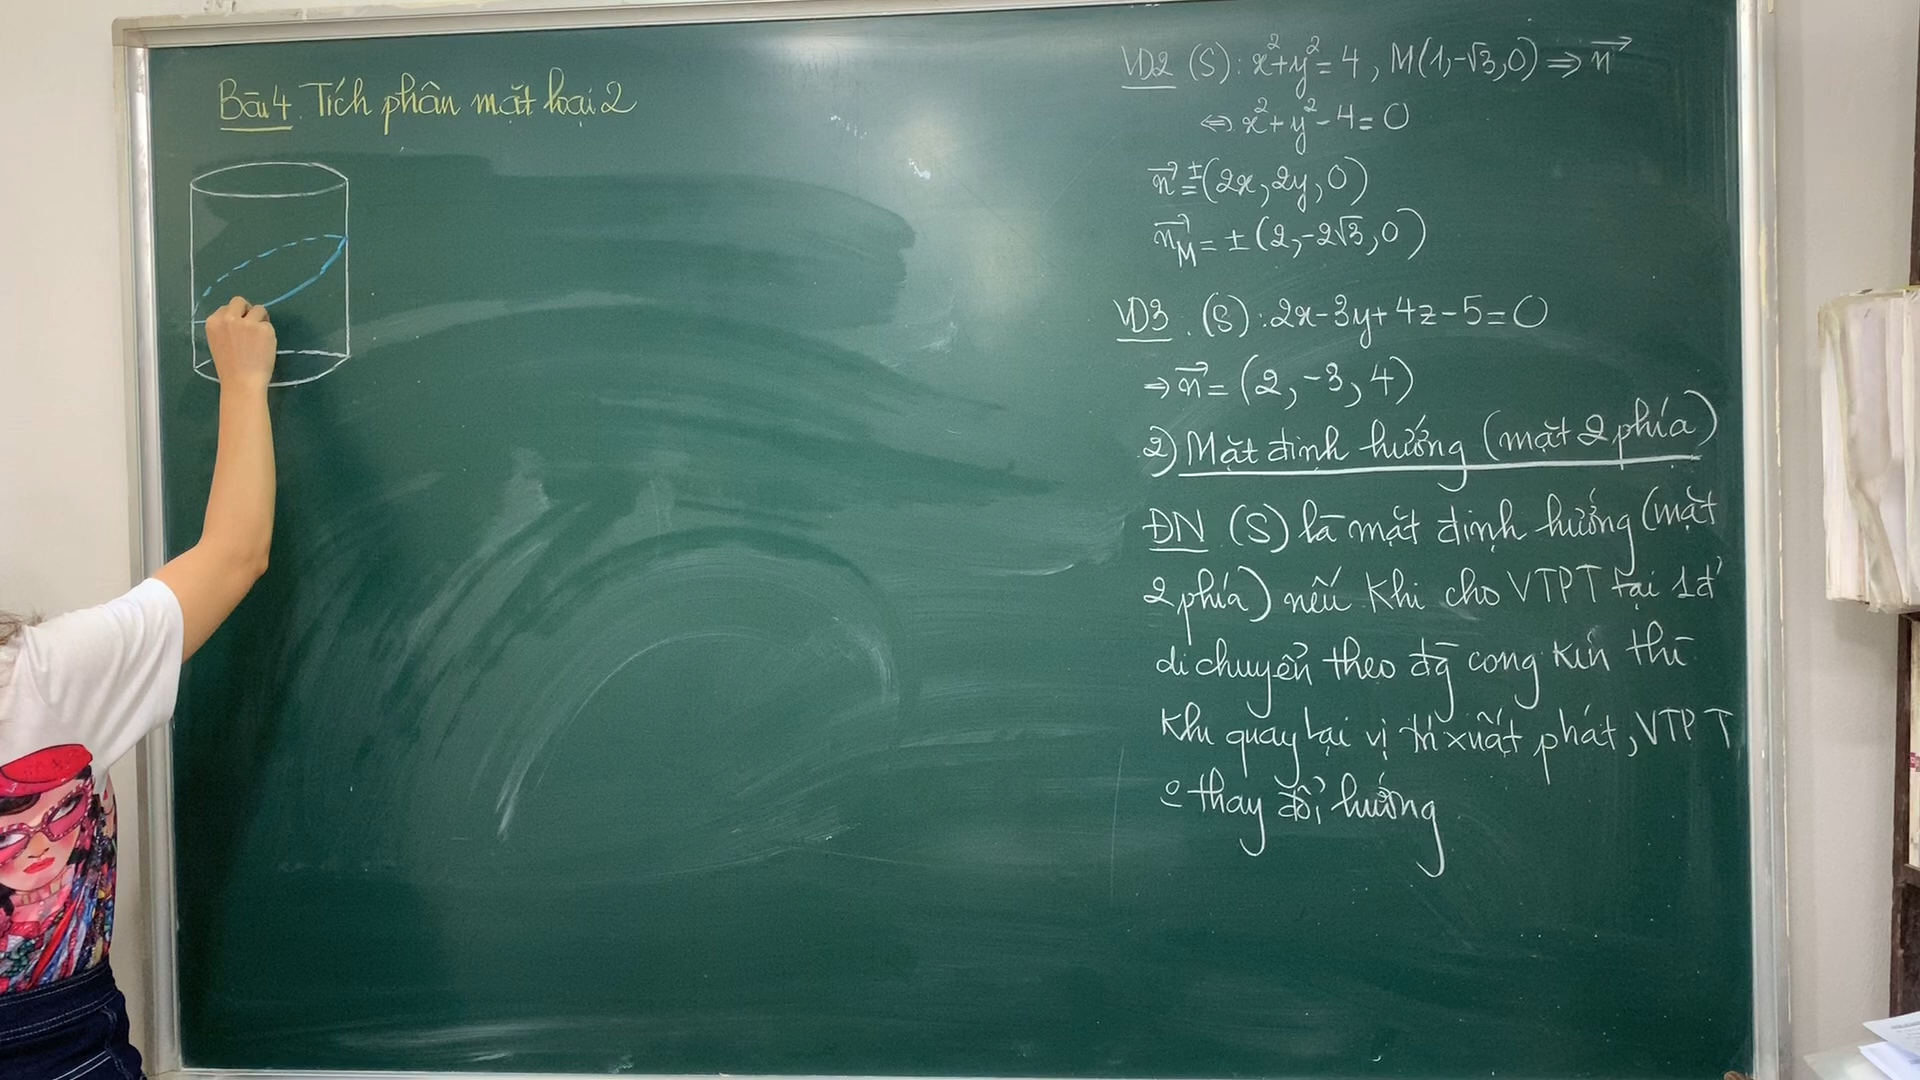 Bài 4. Tích phân mặt loại 2
VD2 (S): x²+y²=4, M(1,-√3,0) ⇒ n⃗
⇔ x²+y²-4=0
n⃗ = ±(2x, 2y, 0)
n⃗_M = ±(2,-2√3,0)
VD3. (S): 2x-3y+4z-5=0
⇒ n⃗ = (2,-3,4)
2) Mặt định hướng (mặt 2 phía)
ĐN (S) là mặt định hướng (mặt
2 phía) nếu khi cho VTPT tại 1 đ'
di chuyển theo đg cong kín thì
khi quay lại vị trí xuất phát, VTPT
o thay đổi hướng